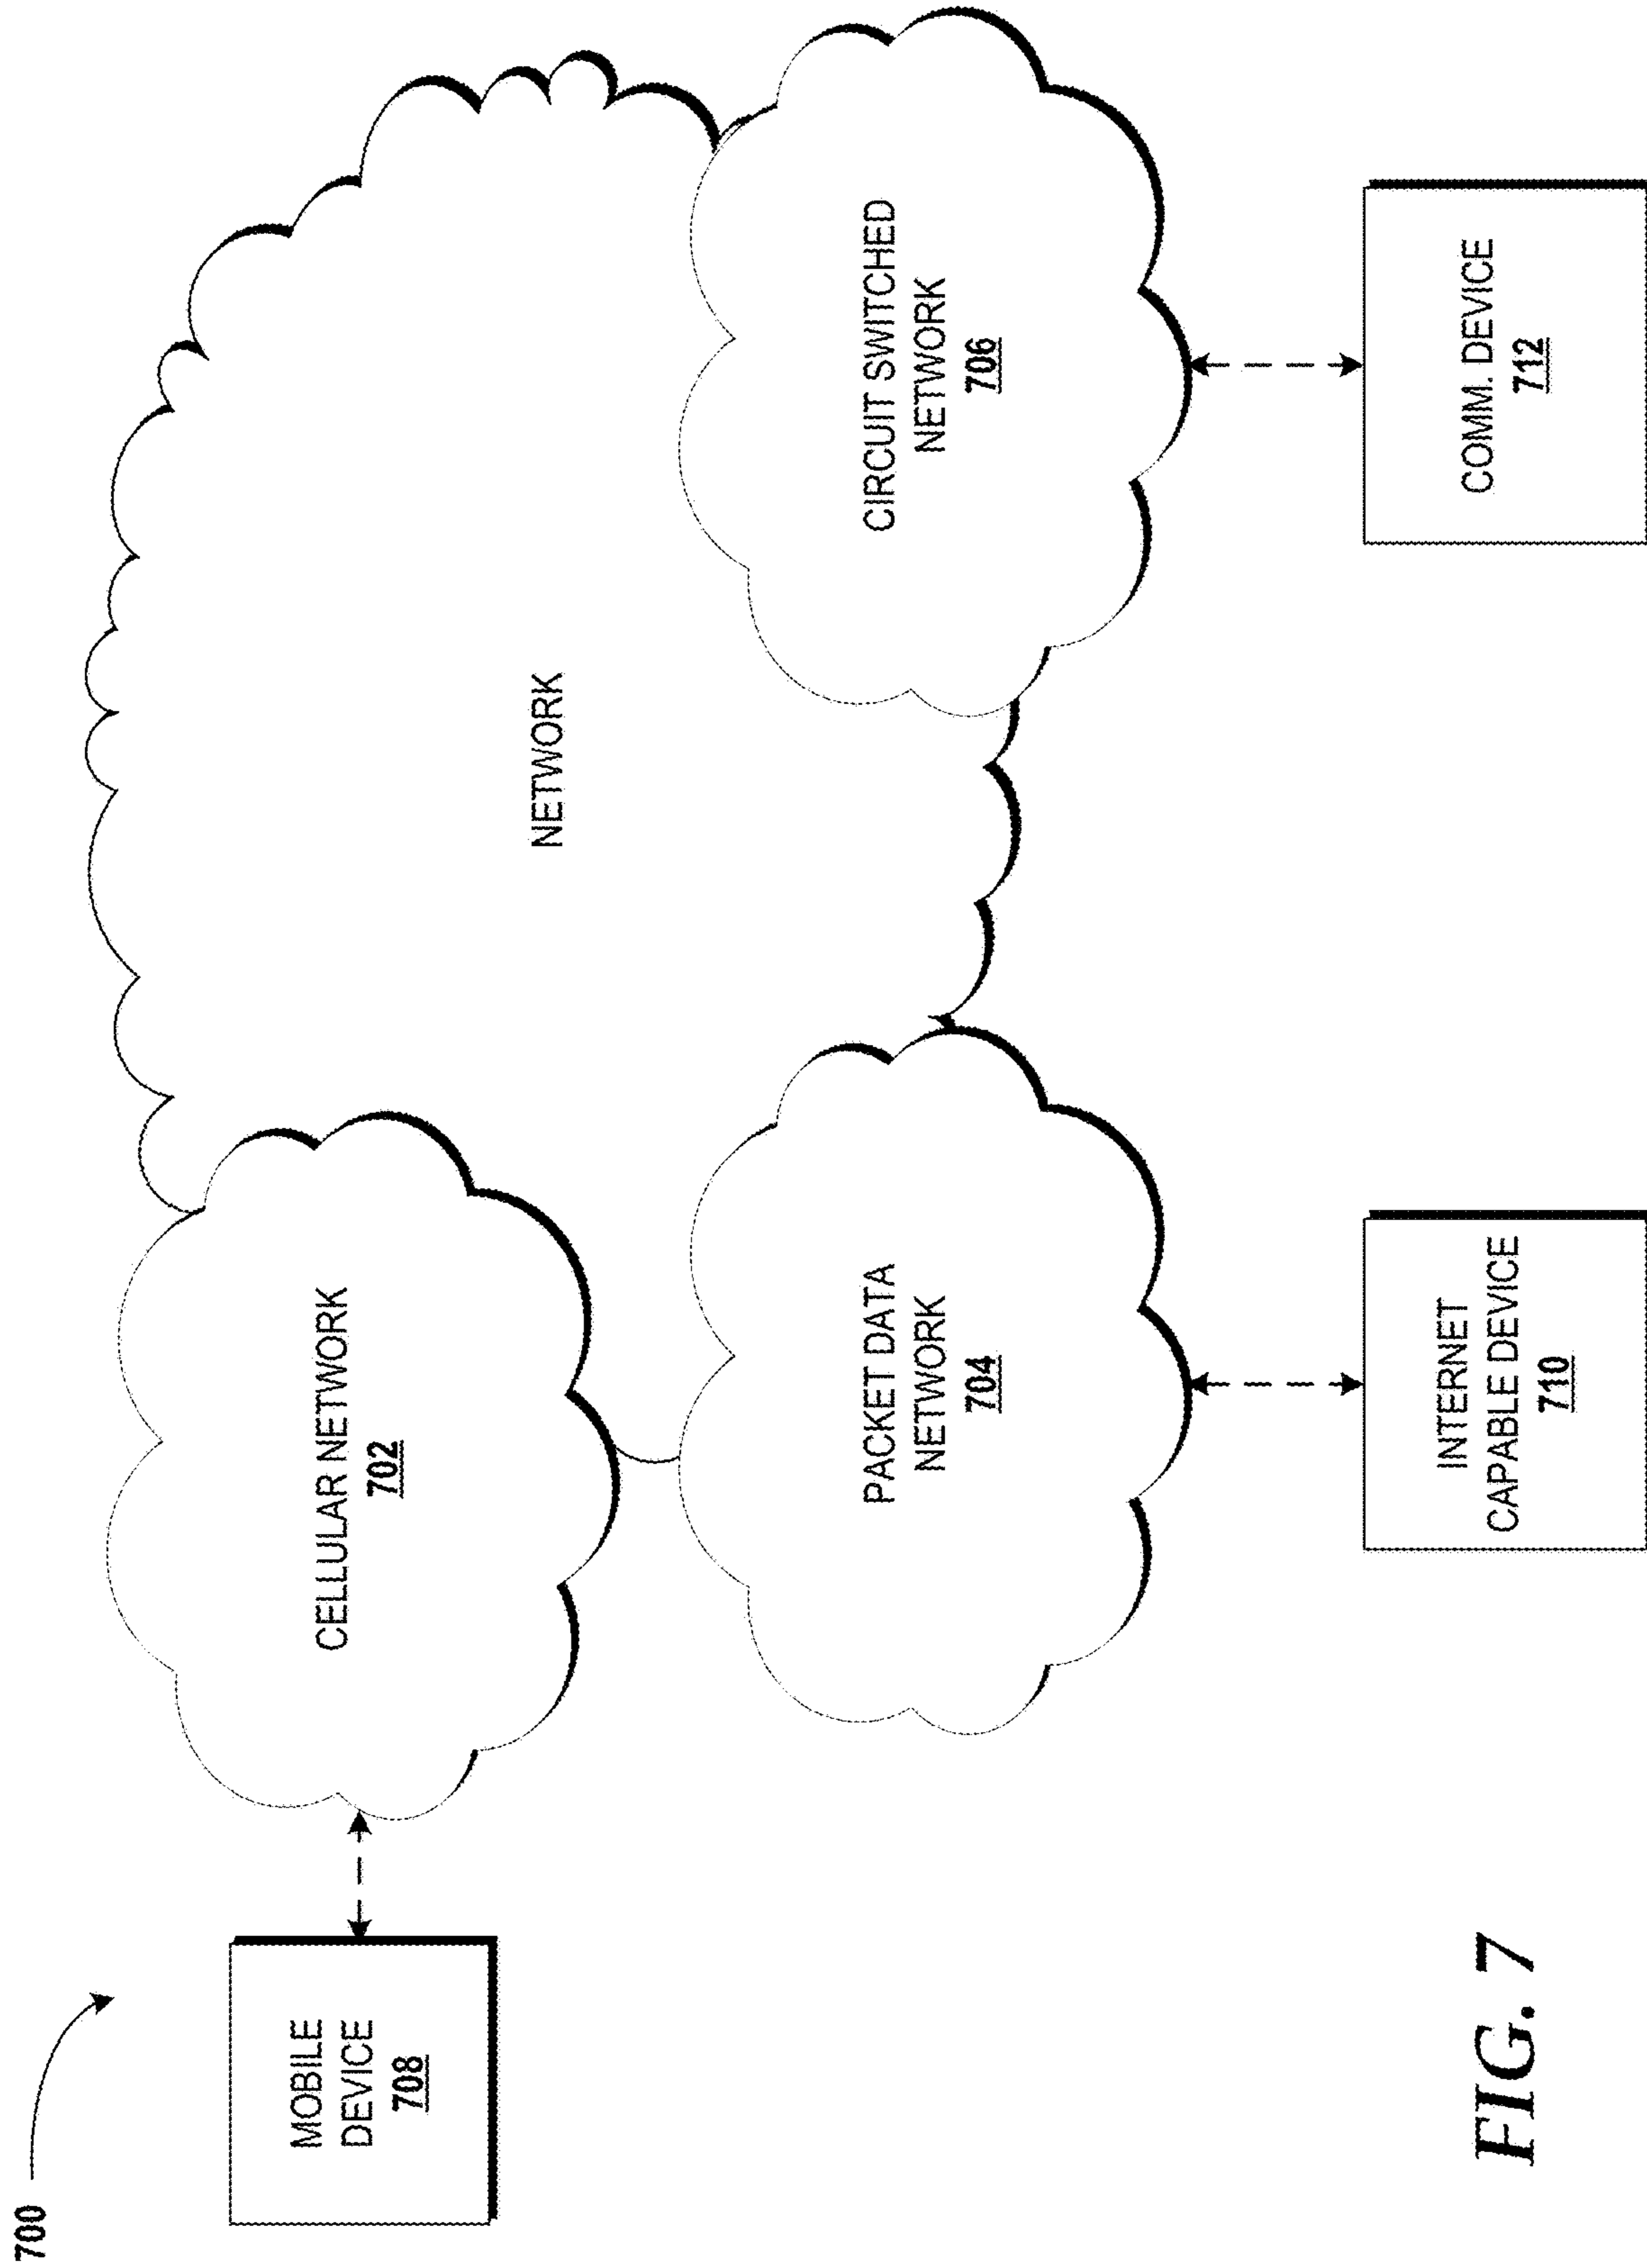 700
MOBILE
DEVICE
708
CELLULAR NETWORK
702
NETWORK
PACKET DATA
NETWORK
704
CIRCUIT SWITCHED
NETWORK
706
INTERNET
CAPABLE DEVICE
710
COMM. DEVICE
712
FIG. 7